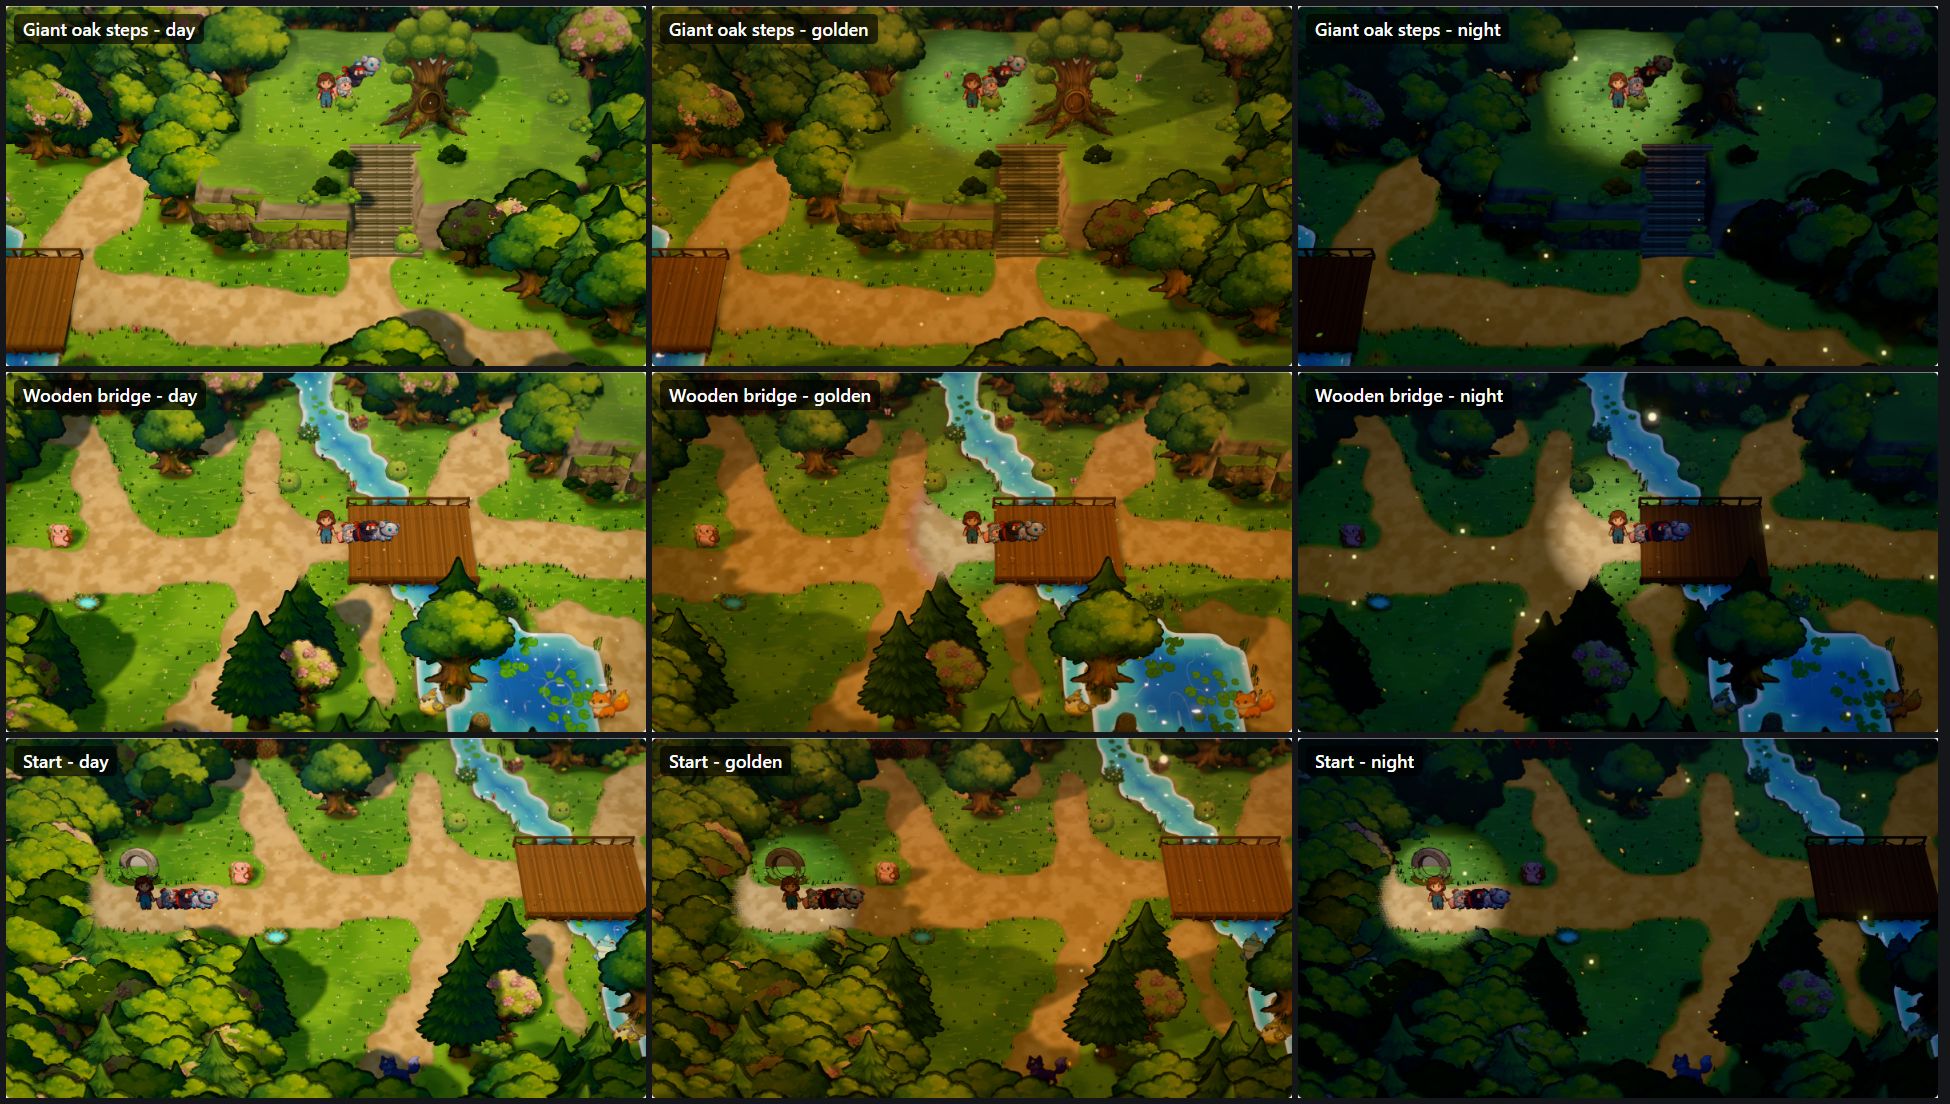 Giant oak steps - day
Giant oak steps - golden
Giant oak steps - night
Wooden bridge - day
Wooden bridge - golden
Wooden bridge - night
Start - day
Start - golden
Start - night